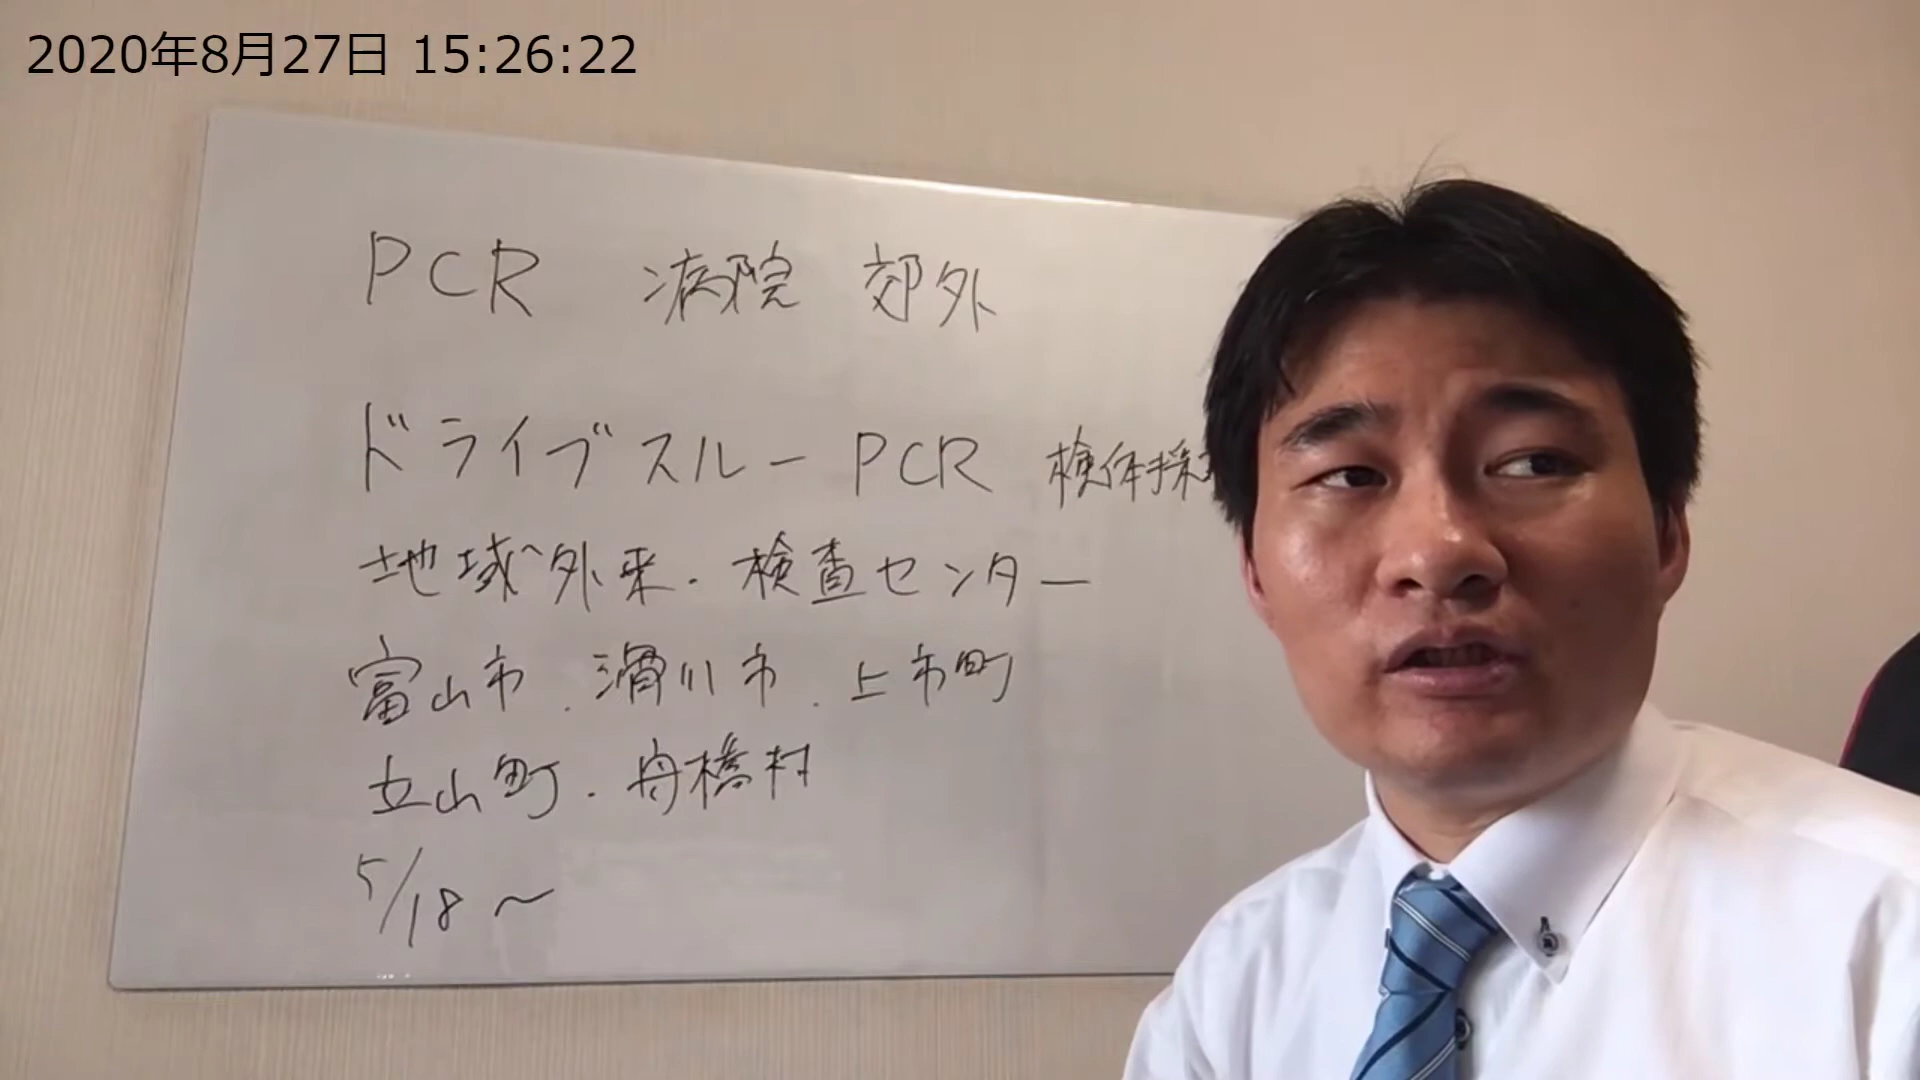 2020年8月27日 15:26:22
PCR 病院 郊外
ドライブスルー PCR 検体採
地域外来・検査センター
富山市、滑川市、上市町
立山町・舟橋村
5/18〜